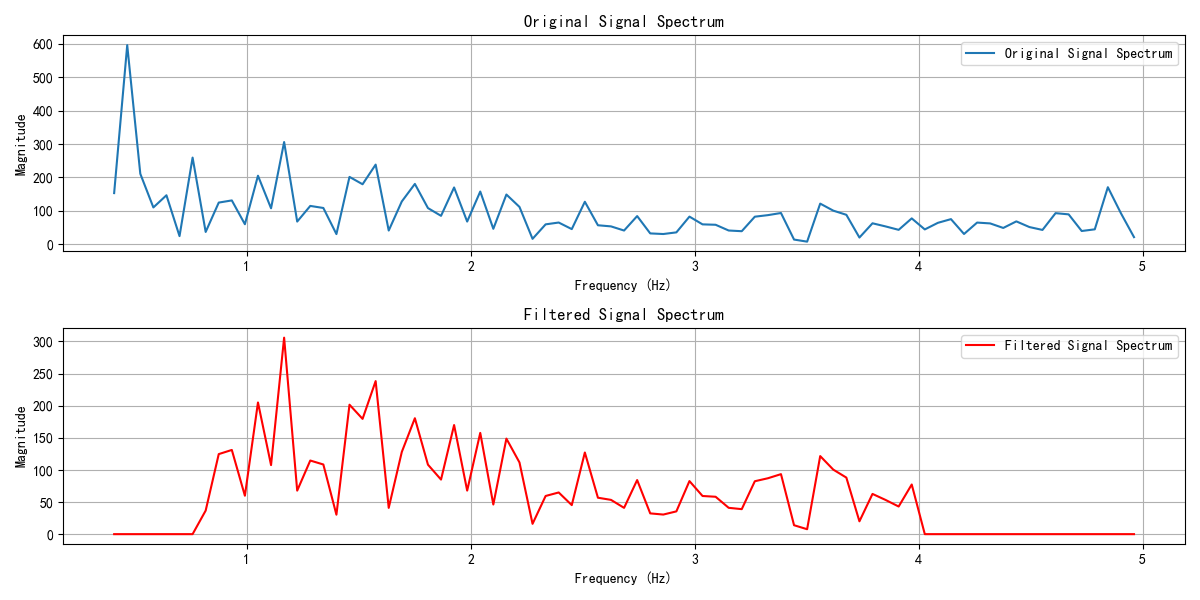 Original Signal Spectrum
Original Signal Spectrum
600
500
400
300
200
100
0
Magnitude
1 2 3 4 5
Frequency (Hz)
Filtered Signal Spectrum
Filtered Signal Spectrum
300
250
200
150
100
50
0
Magnitude
1 2 3 4 5
Frequency (Hz)